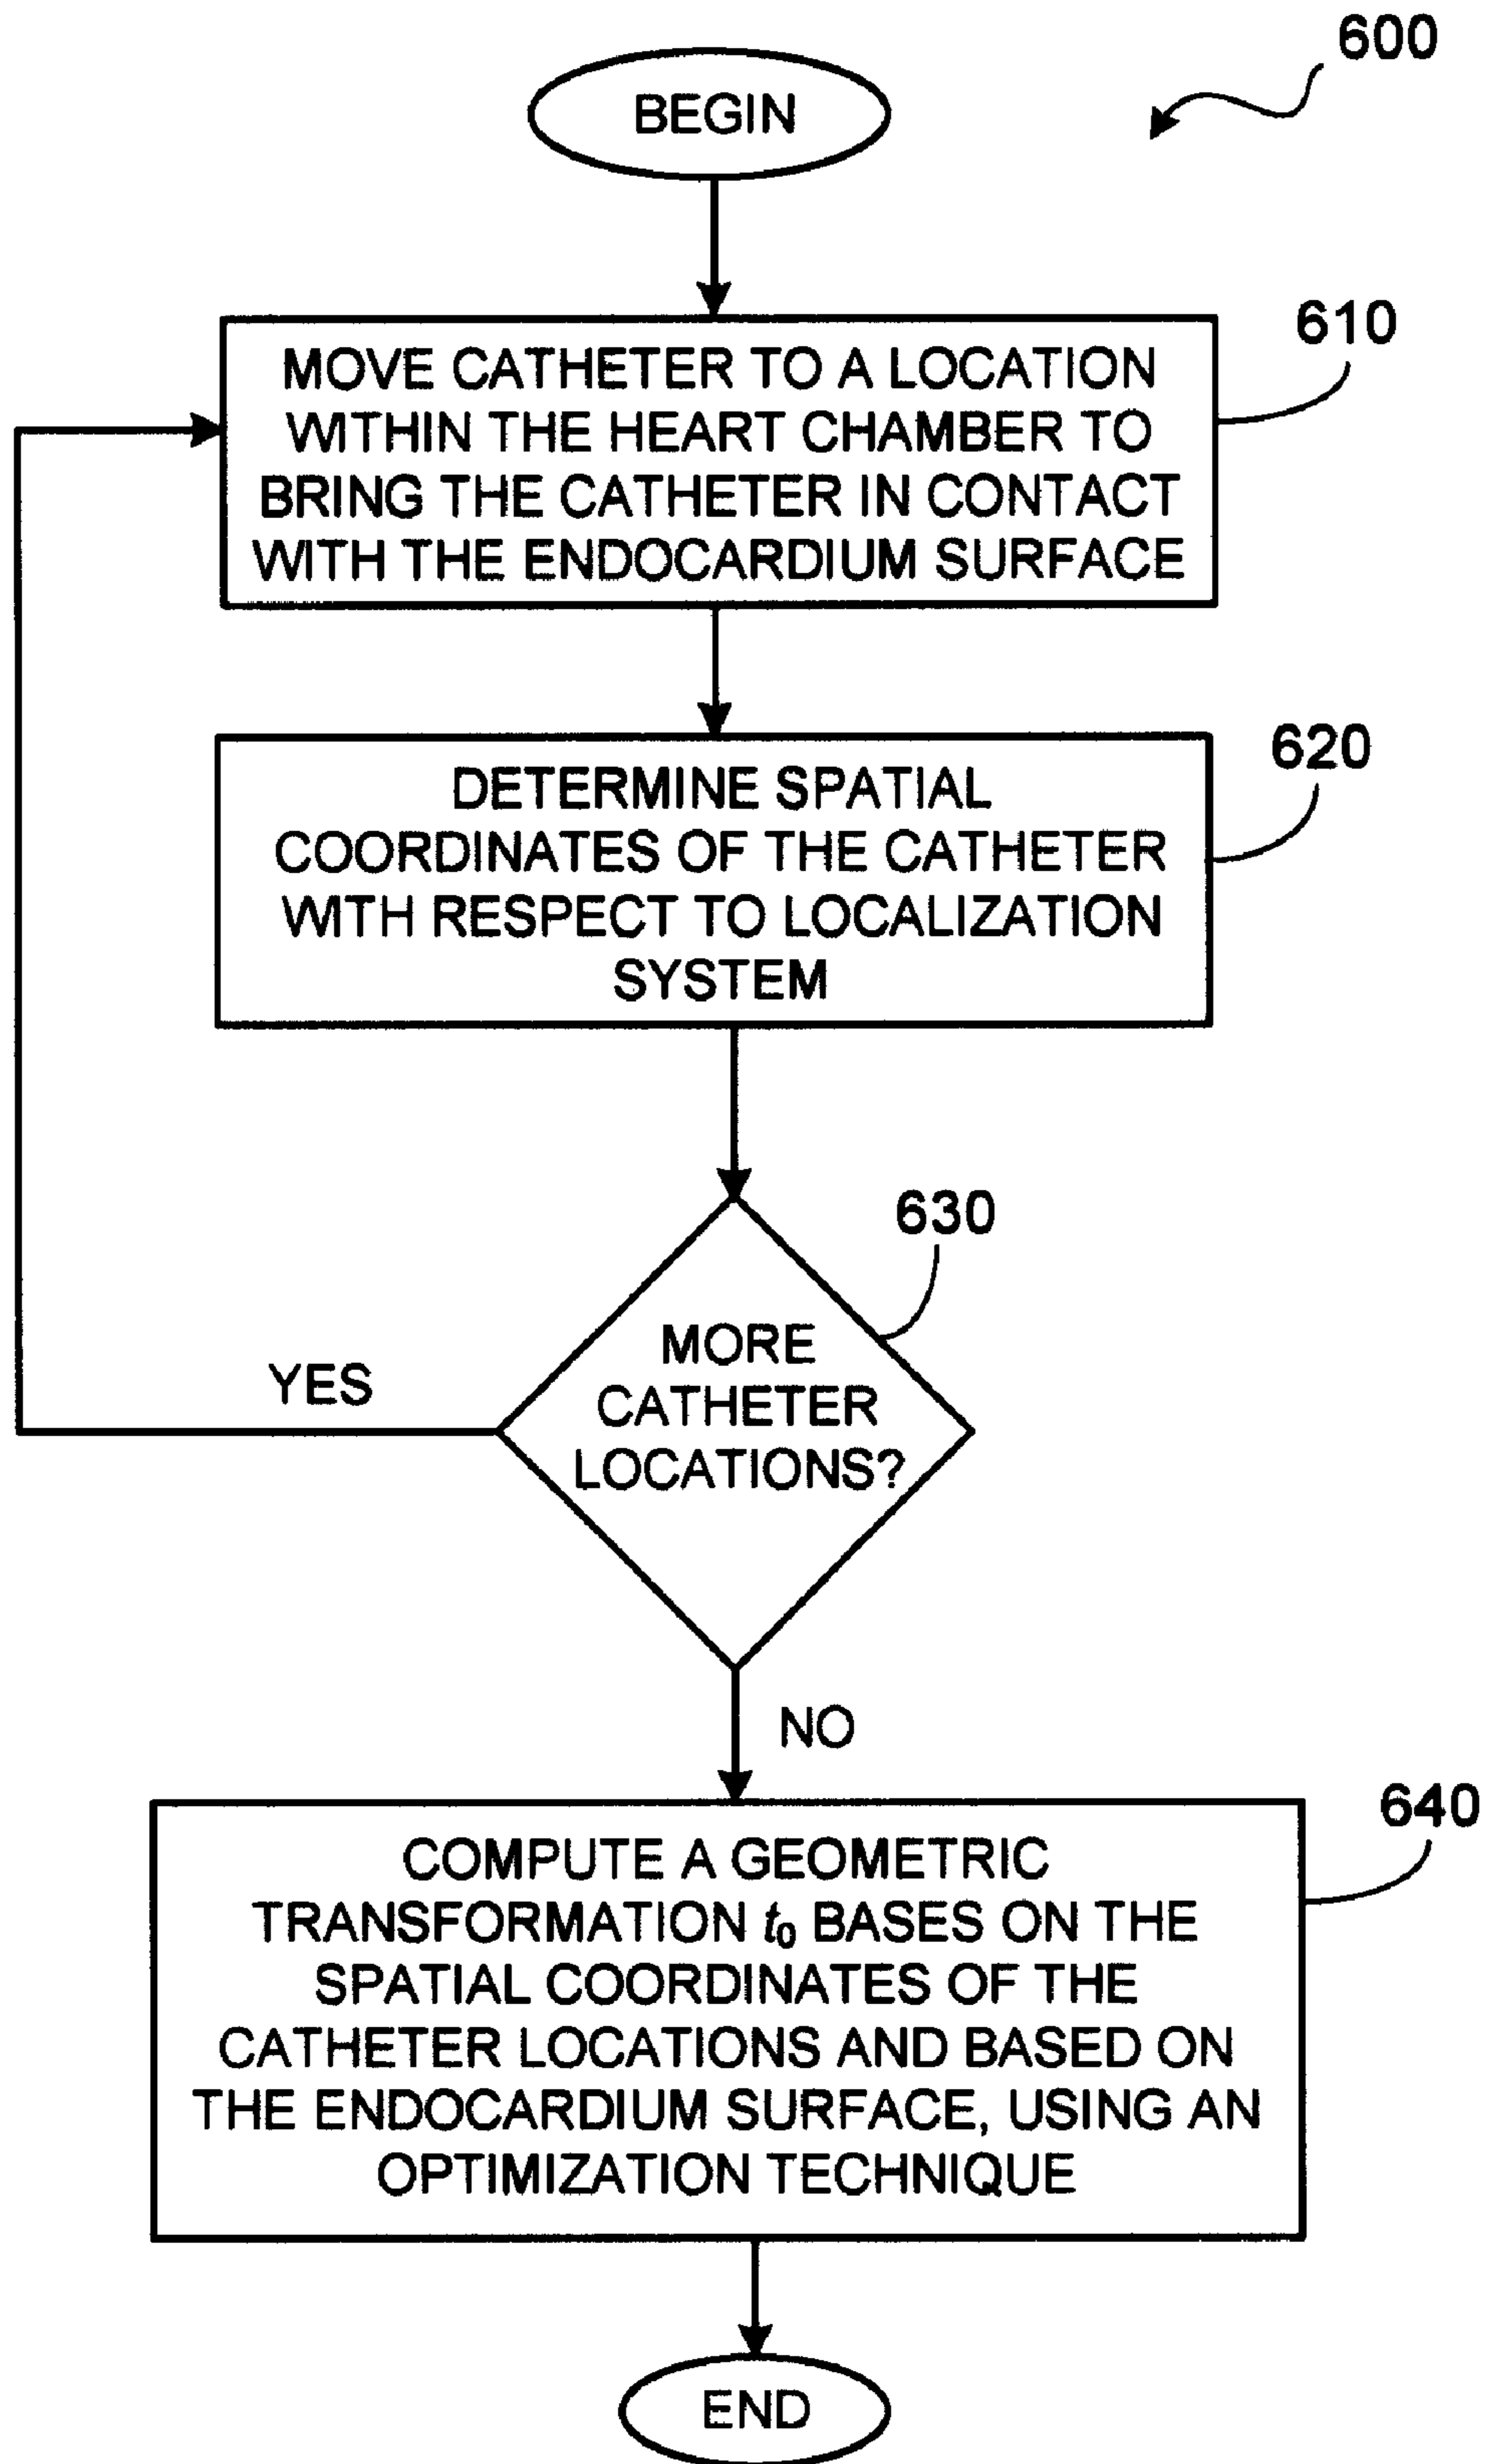 600
BEGIN
610
MOVE CATHETER TO A LOCATION
WITHIN THE HEART CHAMBER TO
BRING THE CATHETER IN CONTACT
WITH THE ENDOCARDIUM SURFACE
620
DETERMINE SPATIAL
COORDINATES OF THE CATHETER
WITH RESPECT TO LOCALIZATION
SYSTEM
630
MORE
CATHETER
LOCATIONS?
YES
NO
640
COMPUTE A GEOMETRIC
TRANSFORMATION t0 BASES ON THE
SPATIAL COORDINATES OF THE
CATHETER LOCATIONS AND BASED ON
THE ENDOCARDIUM SURFACE, USING AN
OPTIMIZATION TECHNIQUE
END